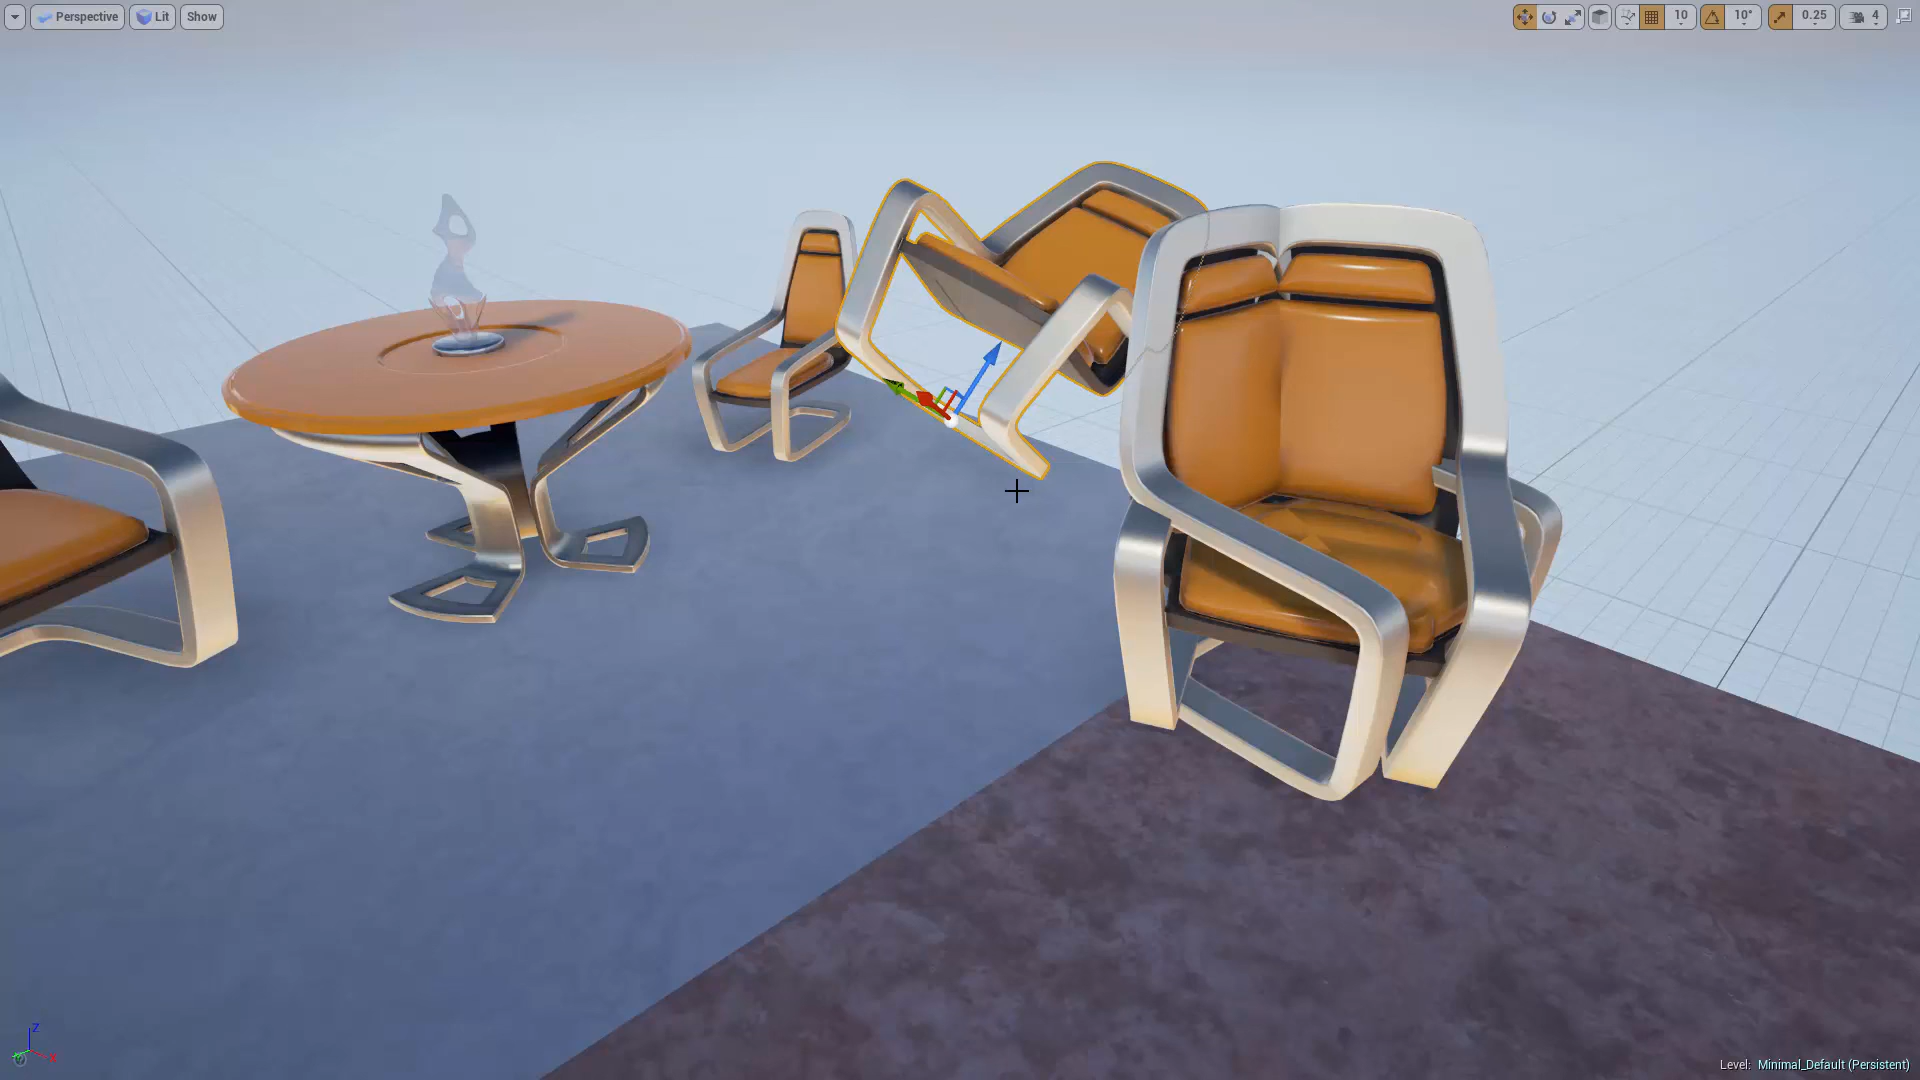 Perspective Lit Show 10 10° 0.25 4
Z
Y X
Level: Minimal_Default (Persistent)